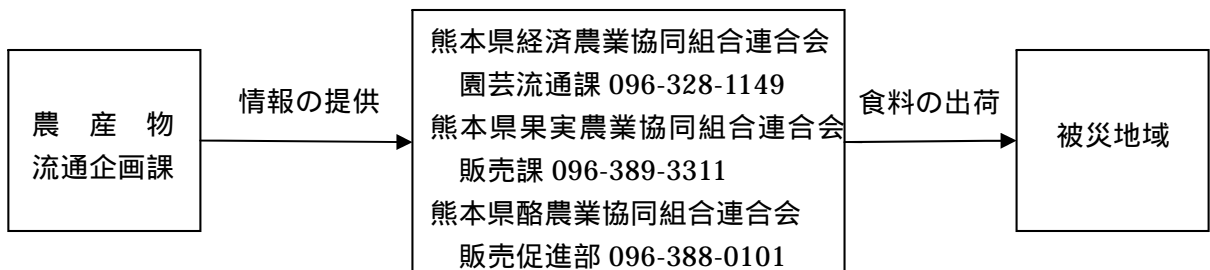 農 産 物
流通企画課
情報の提供
熊本県経済農業協同組合連合会
園芸流通課 096-328-1149
熊本県果実農業協同組合連合会
販売課 096-389-3311
熊本県酪農業協同組合連合会
販売促進部 096-388-0101
食料の出荷
被災地域